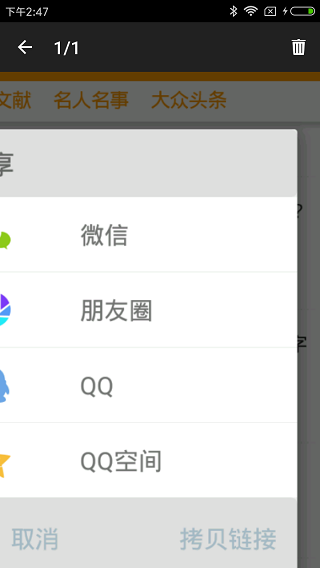 下午2:47
1/1
文献 名人名事 大众头条
享
?
微信
朋友圈
字
QQ
QQ空间
取消 拷贝链接